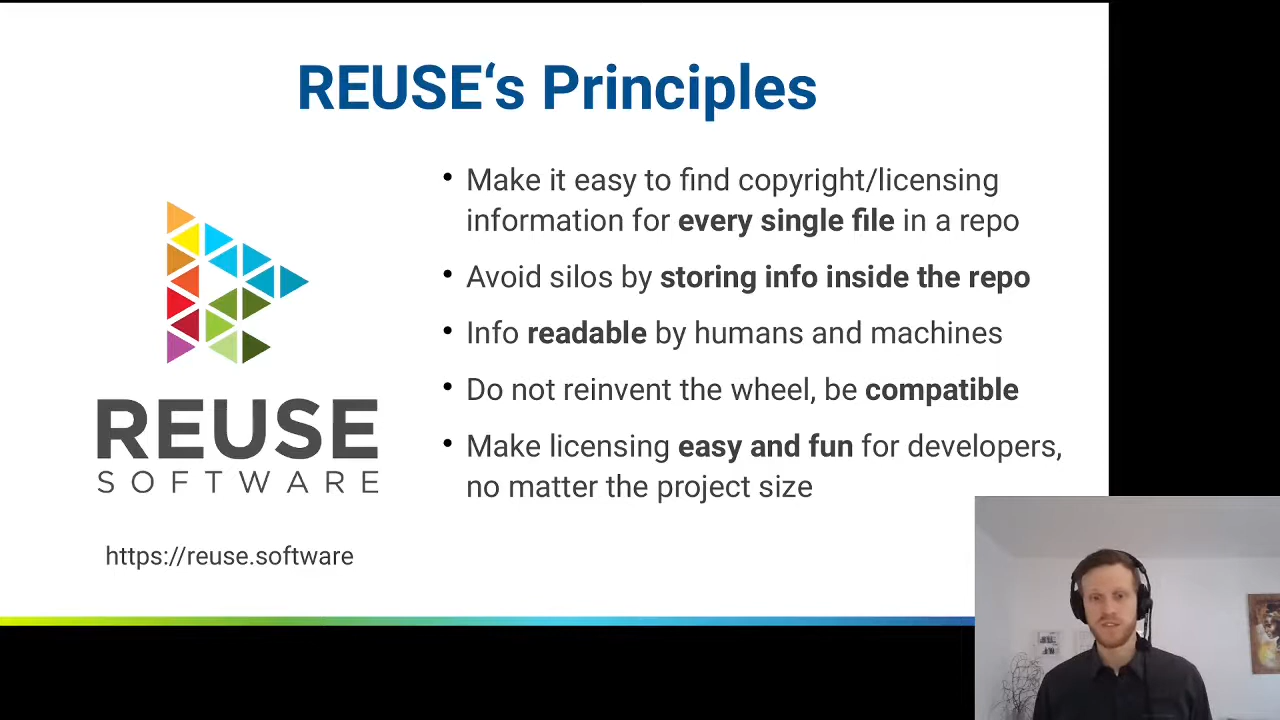 REUSE‘s Principles
• Make it easy to find copyright/licensing
information for every single file in a repo
• Avoid silos by storing info inside the repo
• Info readable by humans and machines
• Do not reinvent the wheel, be compatible
• Make licensing easy and fun for developers,
no matter the project size
REUSE
SOFTWARE
https://reuse.software